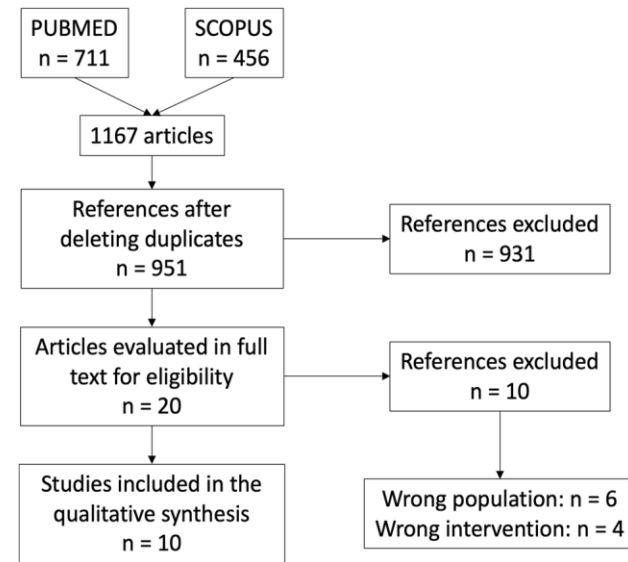 PUBMED
n = 711
SCOPUS
n = 456
1167 articles
References after
deleting duplicates
n = 951
References excluded
n = 931
Articles evaluated in full
text for eligibility
n = 20
References excluded
n = 10
Studies included in the
qualitative synthesis
n = 10
Wrong population: n = 6
Wrong intervention: n = 4